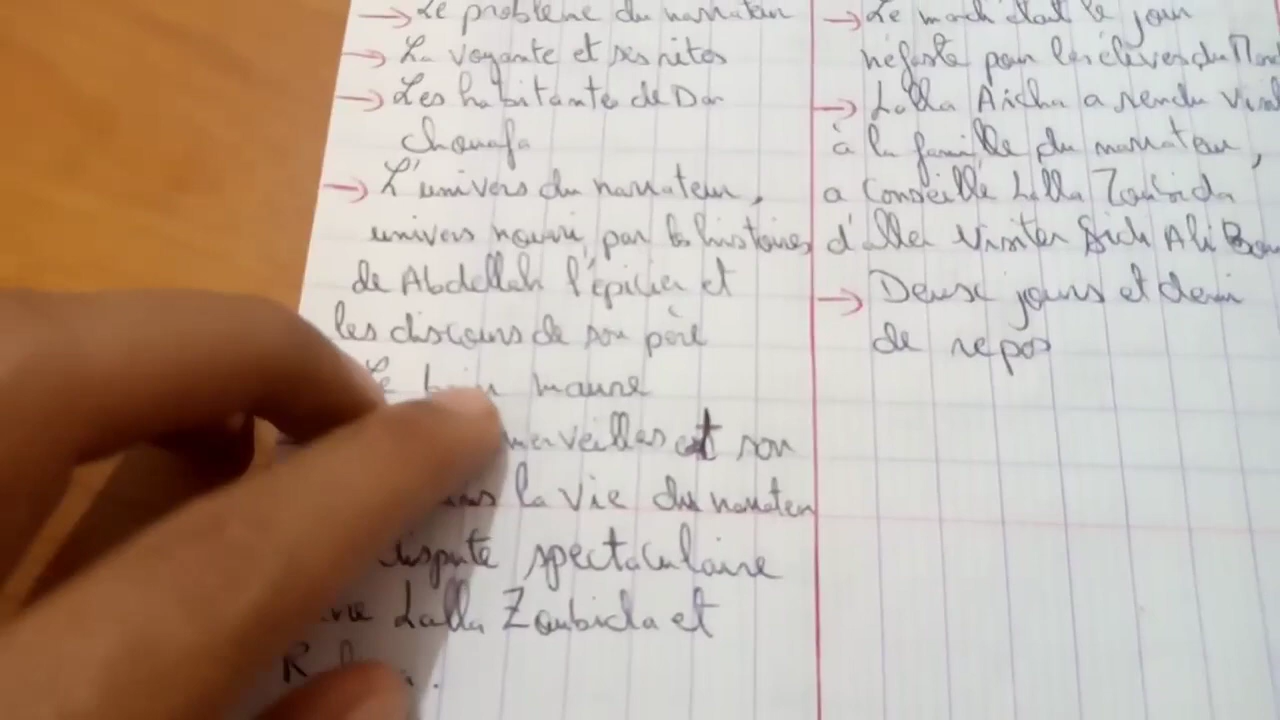 → Le problème du narrateur
→ La voyante et ses rites
→ Les habitants de Dar
chouafa
→ L'univers du narrateur,
univers nourri par les histoires
de Abdellah l'épicier et
les discours de son père
Le bain maure
merveilles et son
la vie du narrateur
dispute spectaculaire
Lalla Zoubida et
→ Le mardi était le jour
néfaste pour les élèves du
→ Lalla Aicha a rendu
à la famille du narrateur,
a conseillé Lalla Zoubida
d'aller visiter Sidi Ali
→ Deux jours et demi
de repos